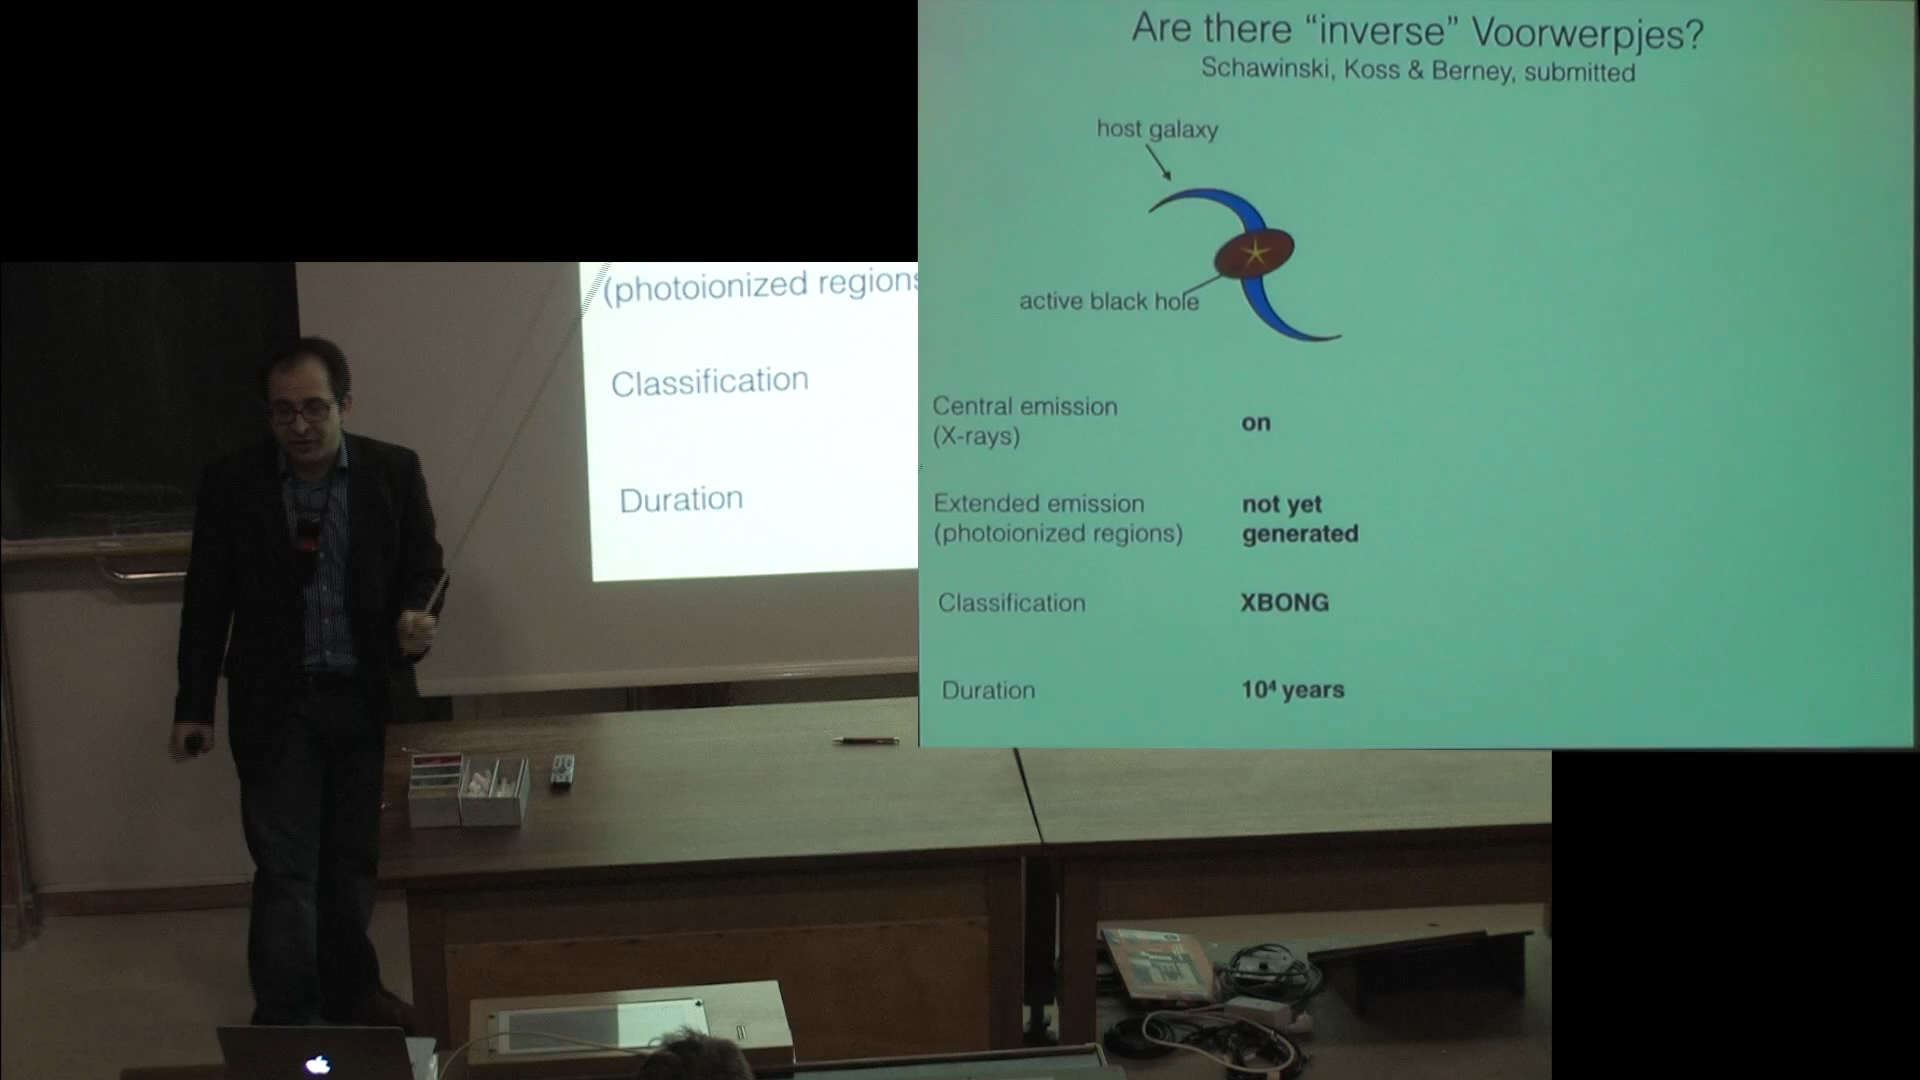 Are there “inverse” Voorwerpjes?
Schawinski, Koss & Berney, submitted
host galaxy
active black hole
Central emission
(X-rays)
on
Extended emission
(photoionized regions)
not yet
generated
Classification
XBONG
Duration
10⁴ years
(photoionized regions
Classification
Duration